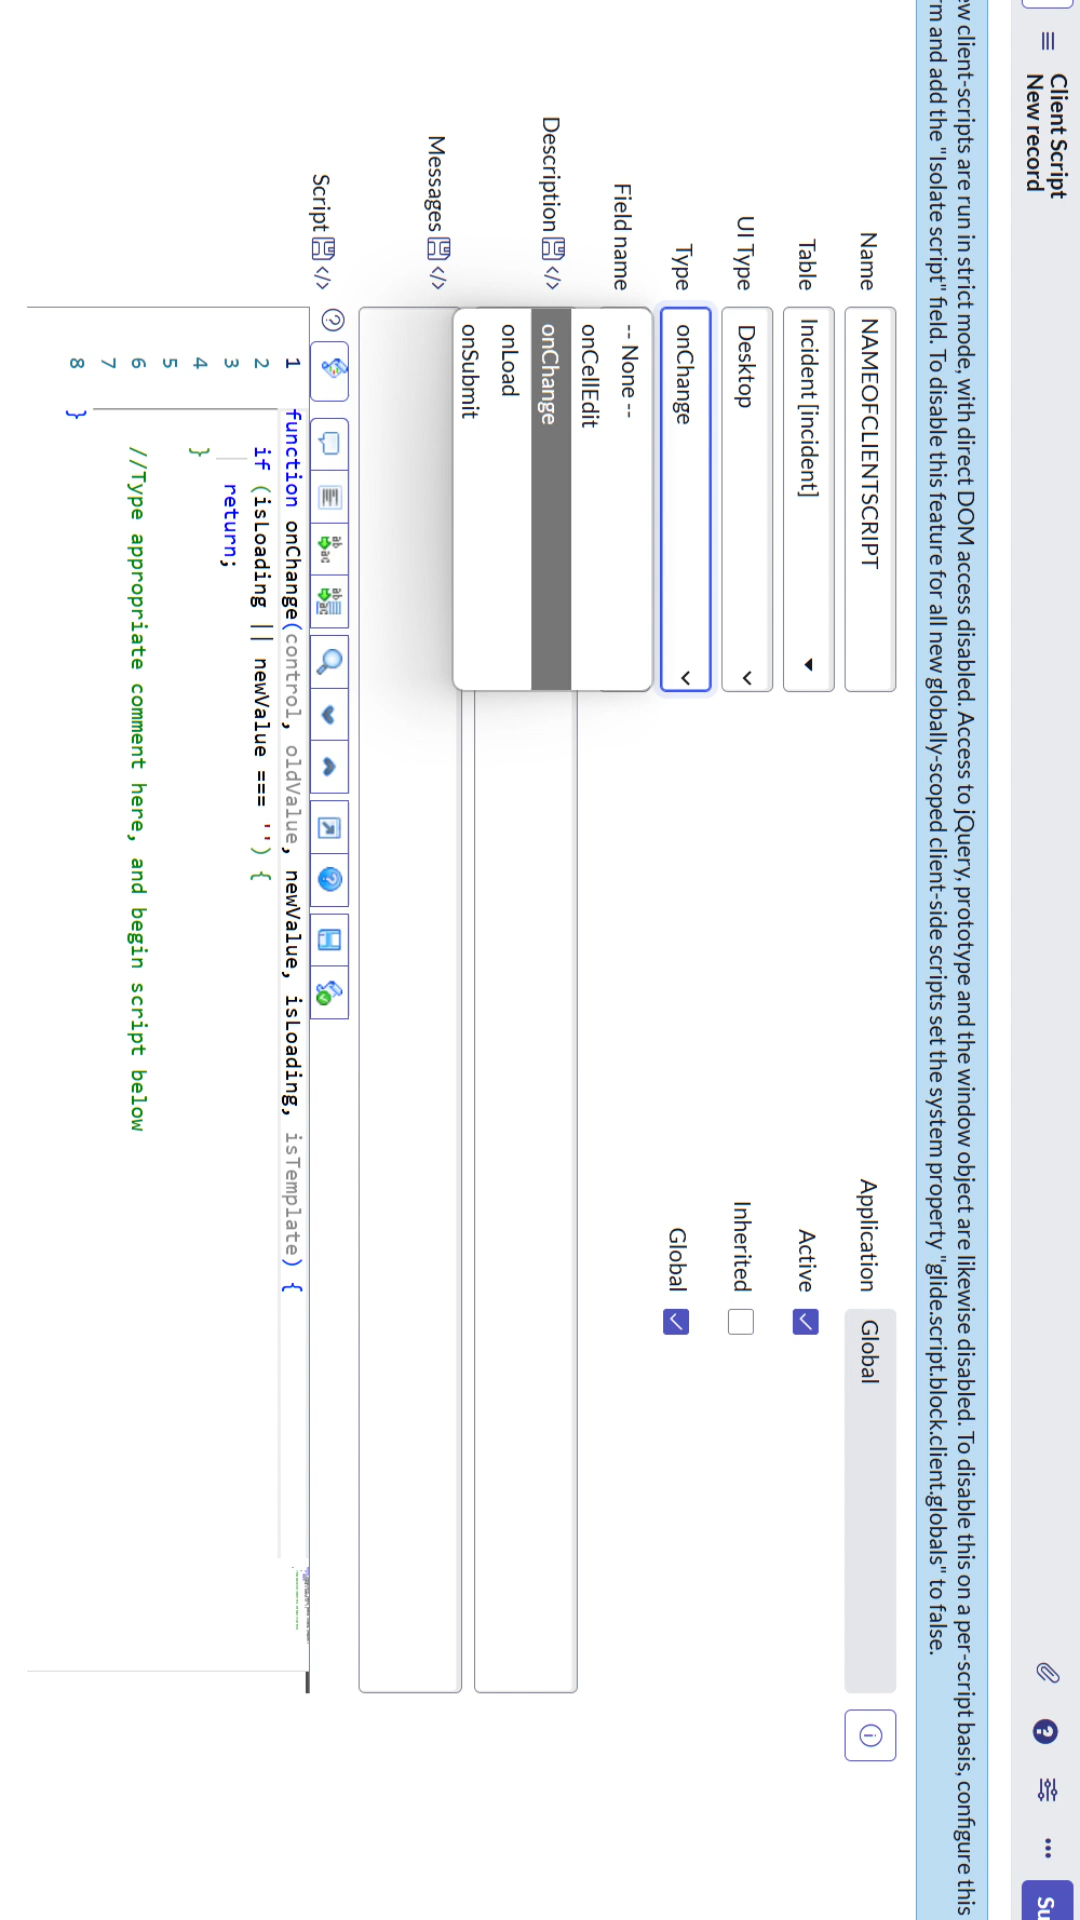 Client Script
New record
Su
ew client-scripts are run in strict mode, with direct DOM access disabled. Access to jQuery, prototype and the window object are likewise disabled. To disable this on a per-script basis, configure this
rm and add the "Isolate script" field. To disable this feature for all new globally-scoped client-side scripts set the system property "glide.script.block.client.globals" to false.
Name NAMEOFCLIENTSCRIPT
Application Global
Table Incident [incident]
Active
UI Type Desktop
Inherited
Type onChange
Global
Field name
-- None --
onCellEdit
onChange
onLoad
onSubmit
Description </>
Messages </>
Script </>
1 function onChange(control, oldValue, newValue, isLoading, isTemplate) {
2 if (isLoading || newValue === '') {
3 return;
4 }
5
6 //Type appropriate comment here, and begin script below
7
8 }